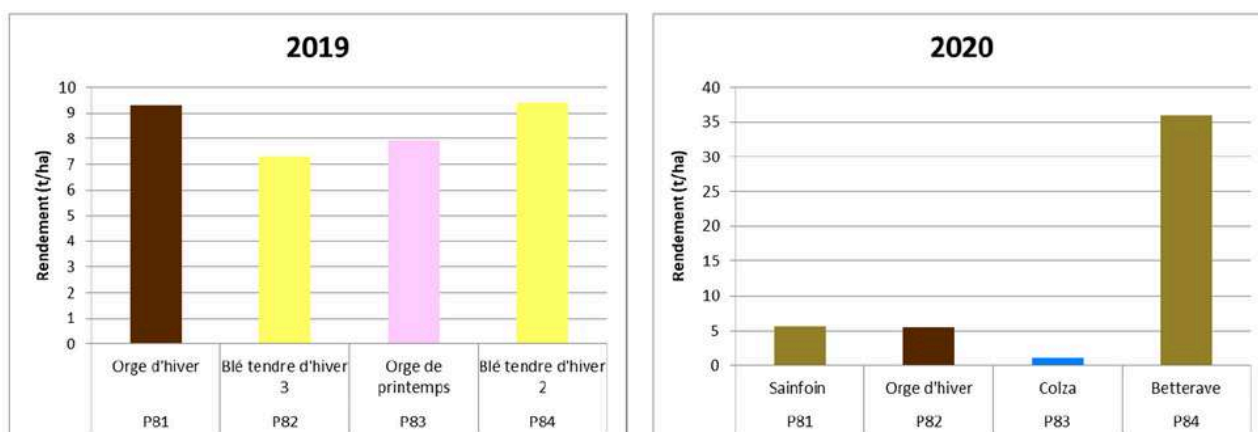 2019
Rendement (t/ha)
10
9
8
7
6
5
4
3
2
1
0
Orge d'hiver
Blé tendre d'hiver
3
Orge de
printemps
Blé tendre d'hiver
2
P81
P82
P83
P84
2020
Rendement (t/ha)
40
35
30
25
20
15
10
5
0
Sainfoin
Orge d'hiver
Colza
Betterave
P81
P82
P83
P84